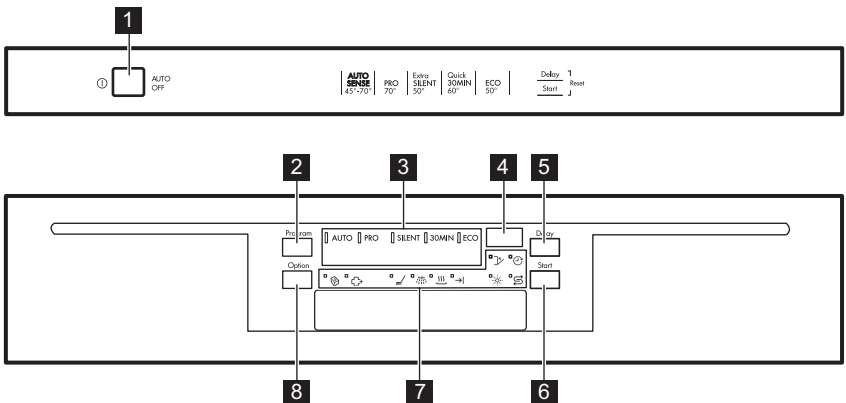 1
AUTO
OFF
AUTO
SENSE
45°-70°
PRO
70°
Extra
SILENT
50°
Quick
30MIN
60°
ECO
50°
Delay
Start
Reset
2
3
4
5
Program
AUTO PRO SILENT 30MIN ECO
Delay
Option
Start
8
7
6